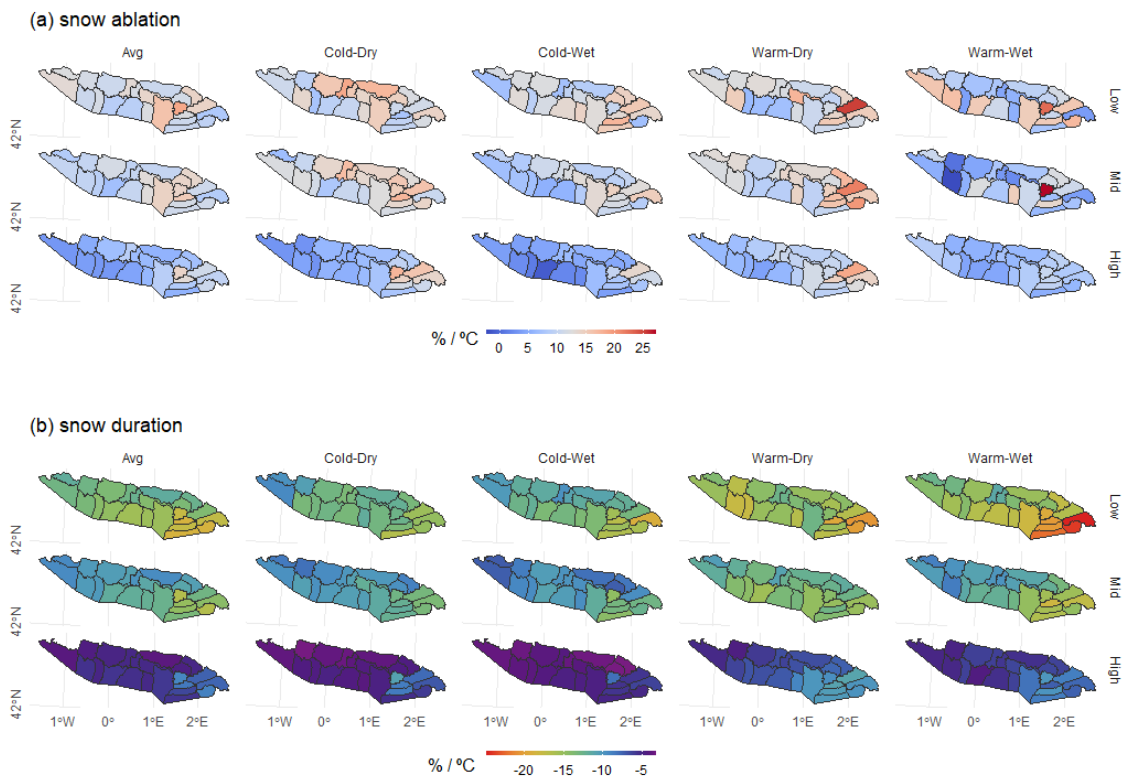 (a) snow ablation
Avg Cold-Dry Cold-Wet Warm-Dry Warm-Wet
42°N Low
42°N Mid
42°N High
% / ºC 0 5 10 15 20 25
(b) snow duration
Avg Cold-Dry Cold-Wet Warm-Dry Warm-Wet
42°N Low
42°N Mid
42°N High
1°W 0° 1°E 2°E 1°W 0° 1°E 2°E 1°W 0° 1°E 2°E 1°W 0° 1°E 2°E 1°W 0° 1°E 2°E
% / ºC -20 -15 -10 -5